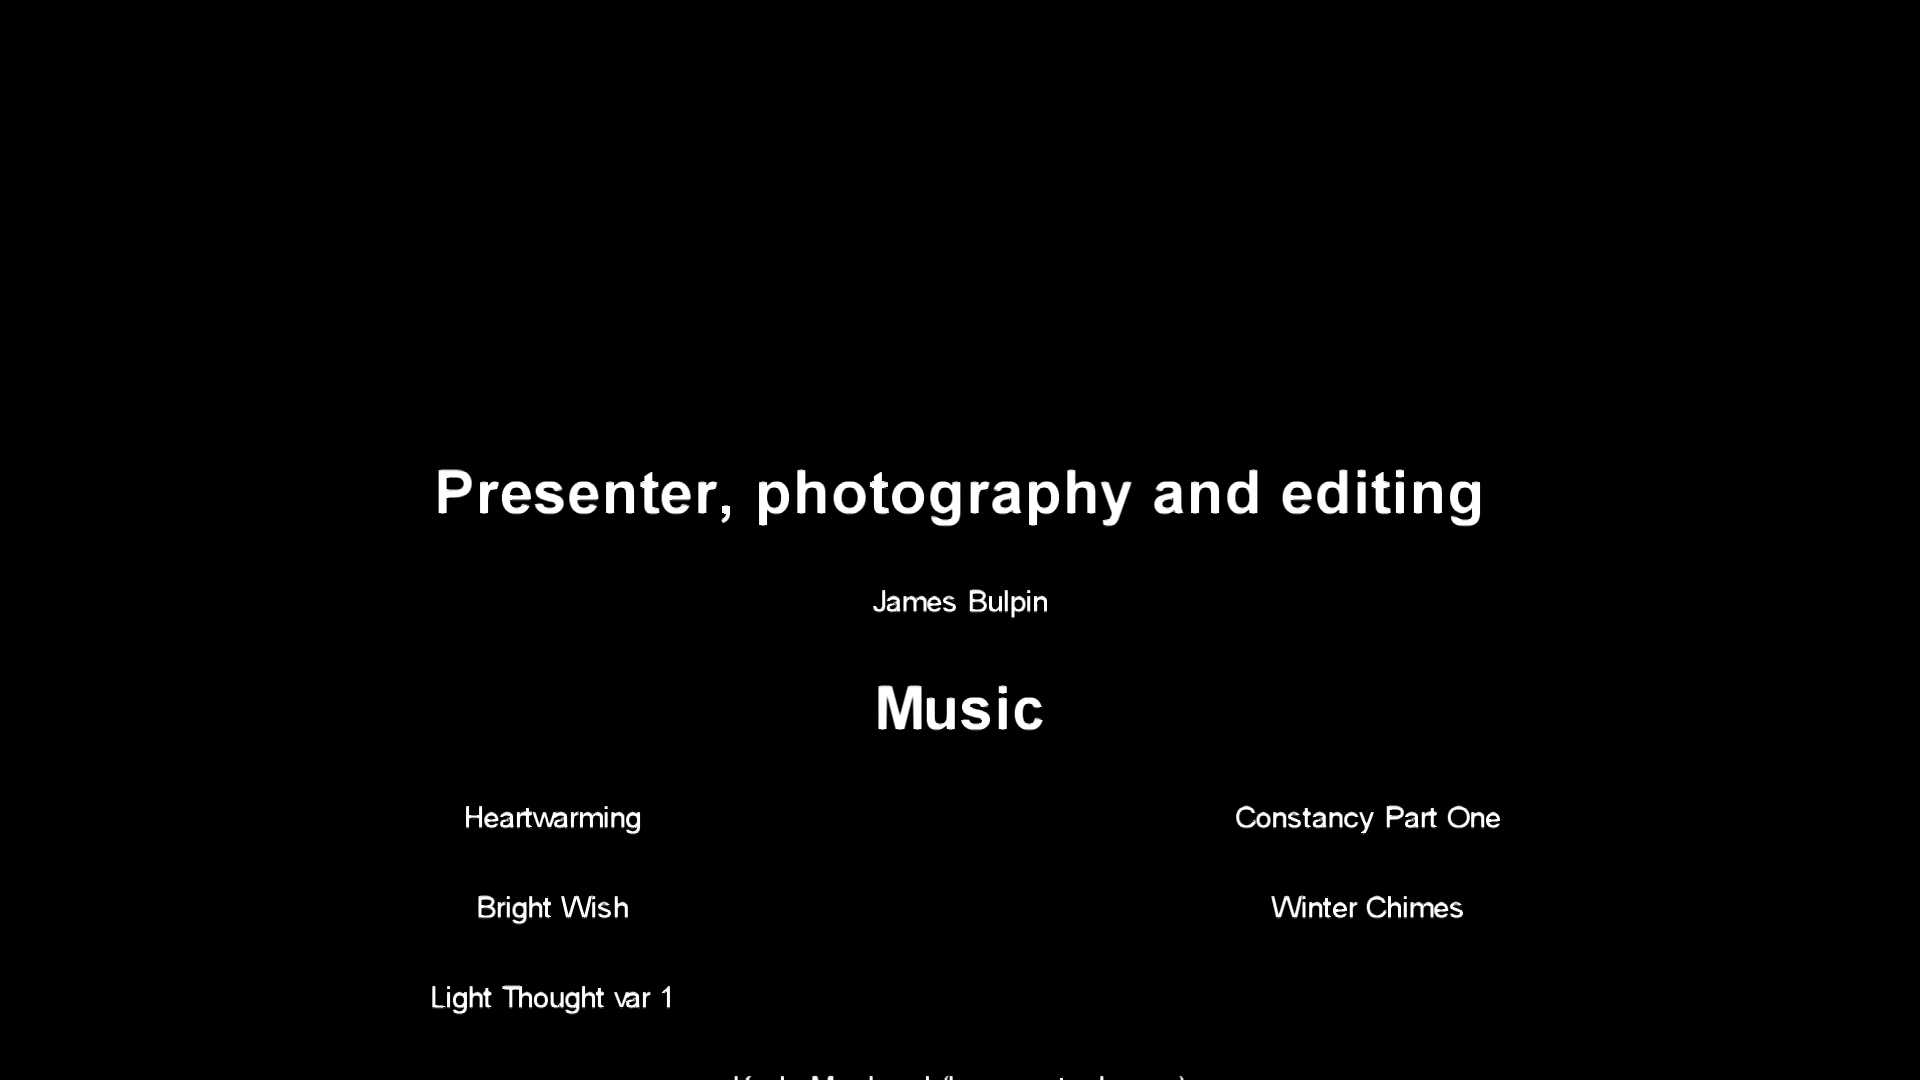 Presenter, photography and editing
James Bulpin
Music
Heartwarming Constancy Part One
Bright Wish Winter Chimes
Light Thought var 1